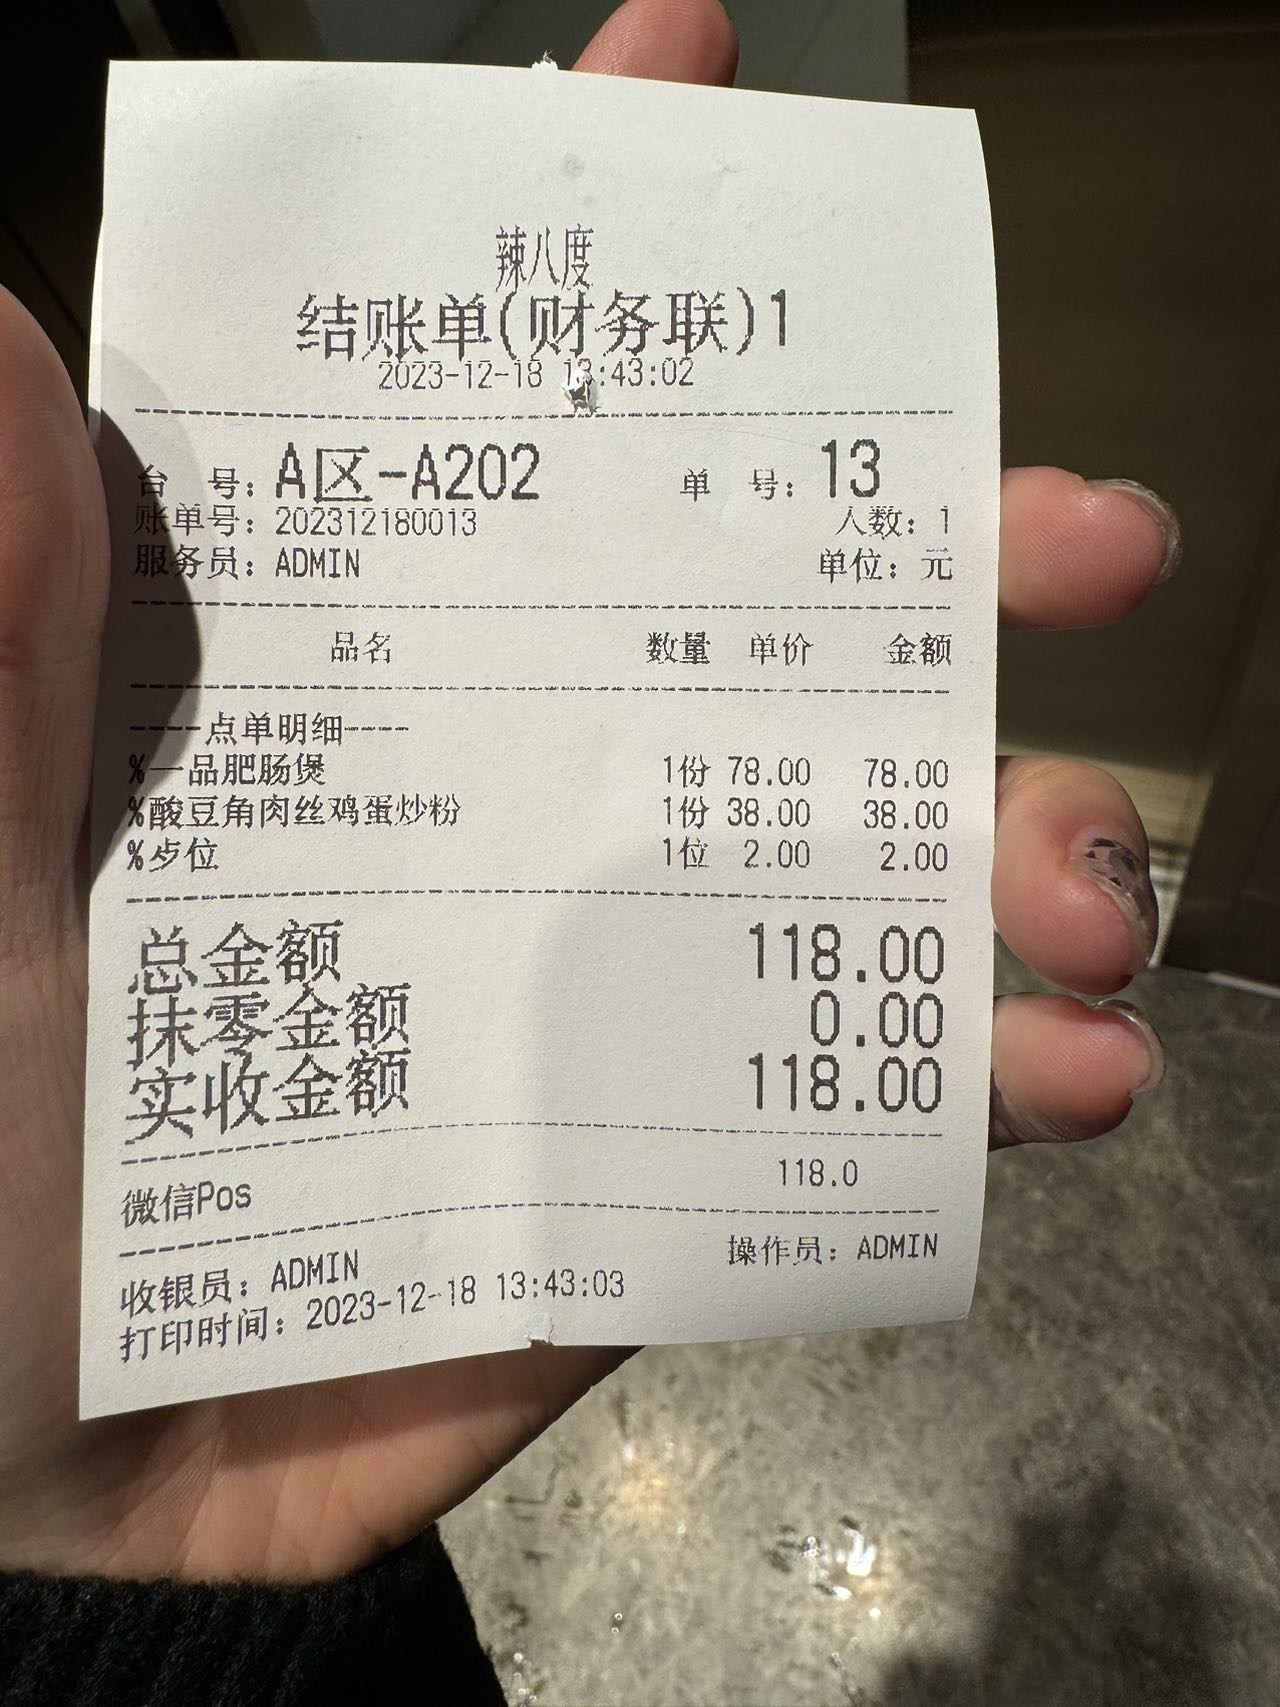 辣八度
结账单(财务联)1
2023-12-18 13:43:02
台 号: A区-A202 单 号: 13
账单号: 202312180013 人数: 1
服务员: ADMIN 单位: 元
品名 数量 单价 金额
----点单明细----
%一品肥肠煲 1份 78.00 78.00
%酸豆角肉丝鸡蛋炒粉 1份 38.00 38.00
%歺位 1位 2.00 2.00
总金额 118.00
抹零金额 0.00
实收金额 118.00
微信Pos 118.0
收银员: ADMIN 操作员: ADMIN
打印时间: 2023-12-18 13:43:03